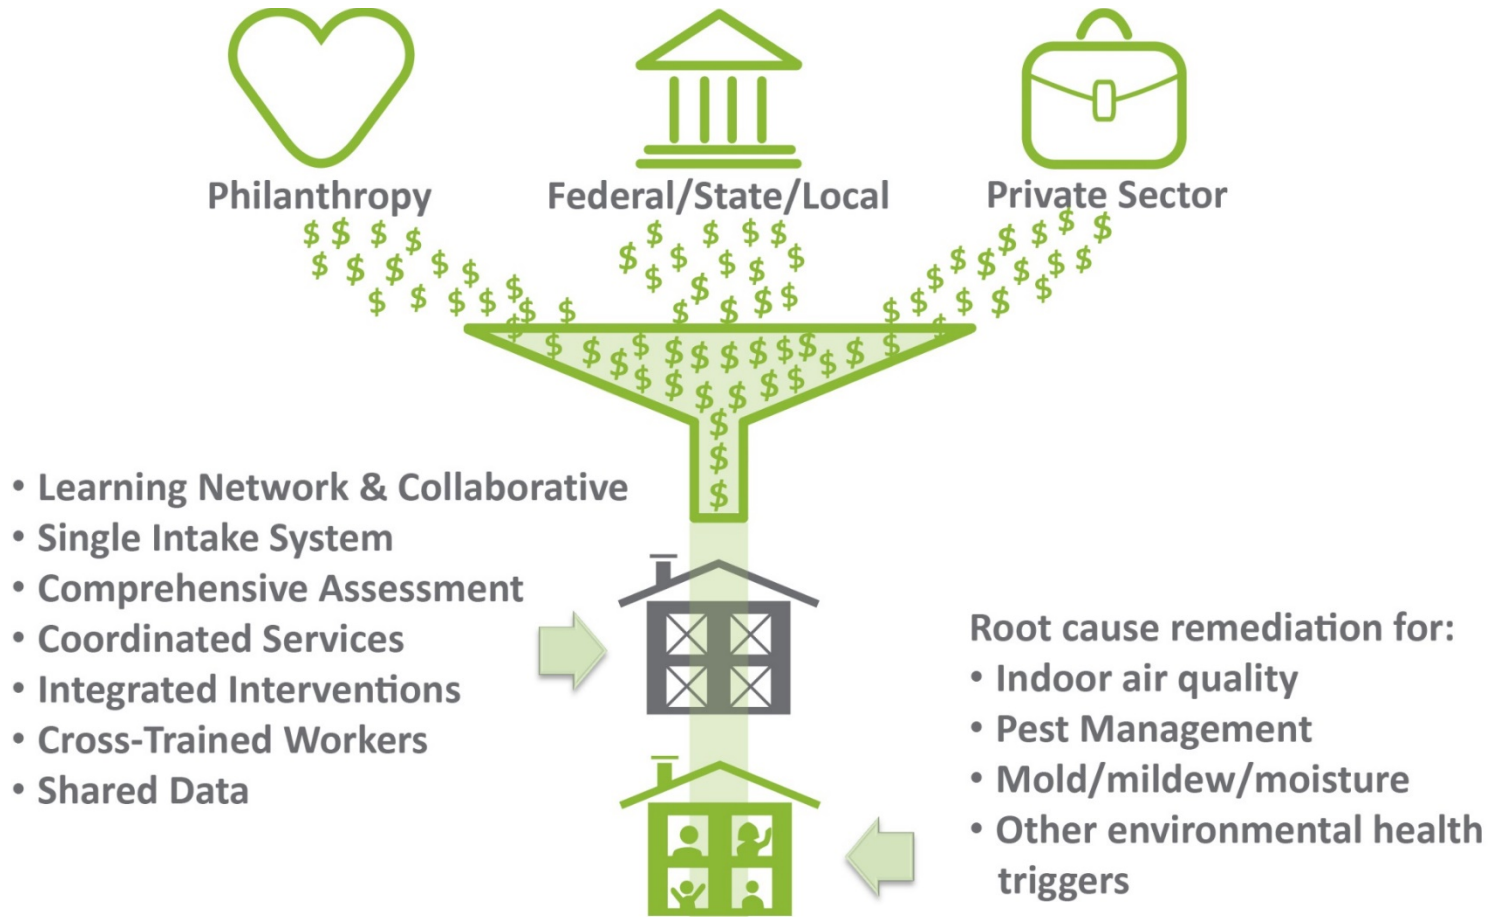 Philanthropy
Federal/State/Local
Private Sector
• Learning Network & Collaborative
• Single Intake System
• Comprehensive Assessment
• Coordinated Services
• Integrated Interventions
• Cross-Trained Workers
• Shared Data
Root cause remediation for:
• Indoor air quality
• Pest Management
• Mold/mildew/moisture
• Other environmental health
triggers